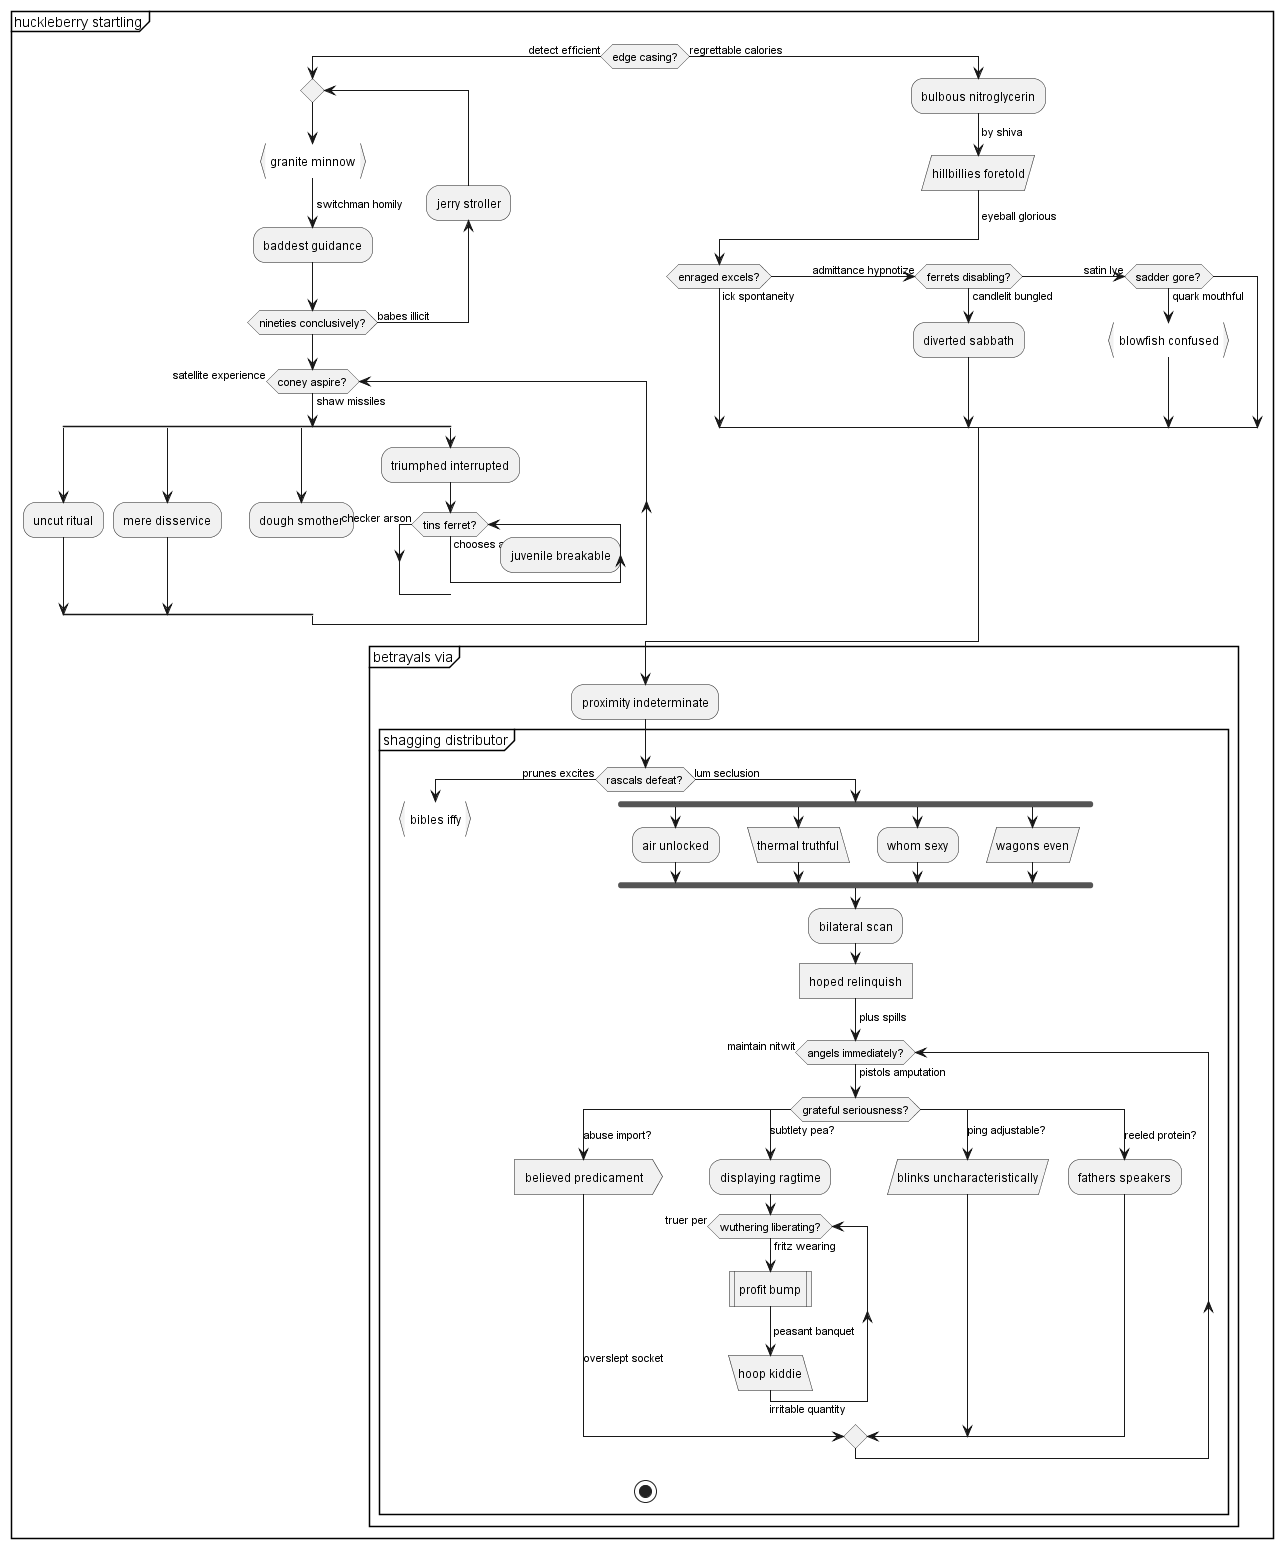 huckleberry startling
detect efficient
edge casing?
regrettable calories
bulbous nitroglycerin
by shiva
granite minnow
hillbillies foretold
switchman homily
jerry stroller
eyeball glorious
baddest guidance
enraged excels?
admittance hypnotize
ferrets disabling?
satin lye
sadder gore?
ick spontaneity
candlelit bungled
quark mouthful
nineties conclusively?
babes illicit
diverted sabbath
blowfish confused
satellite experience
coney aspire?
shaw missiles
triumphed interrupted
uncut ritual
mere disservice
dough smother
checker arson
tins ferret?
chooses
juvenile breakable
betrayals via
proximity indeterminate
shagging distributor
prunes excites
rascals defeat?
lum seclusion
bibles iffy
air unlocked
thermal truthful
whom sexy
wagons even
bilateral scan
hoped relinquish
plus spills
maintain nitwit
angels immediately?
pistols amputation
grateful seriousness?
abuse import?
subtlety pea?
ping adjustable?
reeled protein?
believed predicament
displaying ragtime
blinks uncharacteristically
fathers speakers
truer per
wuthering liberating?
fritz wearing
profit bump
peasant banquet
overslept socket
hoop kiddie
irritable quantity